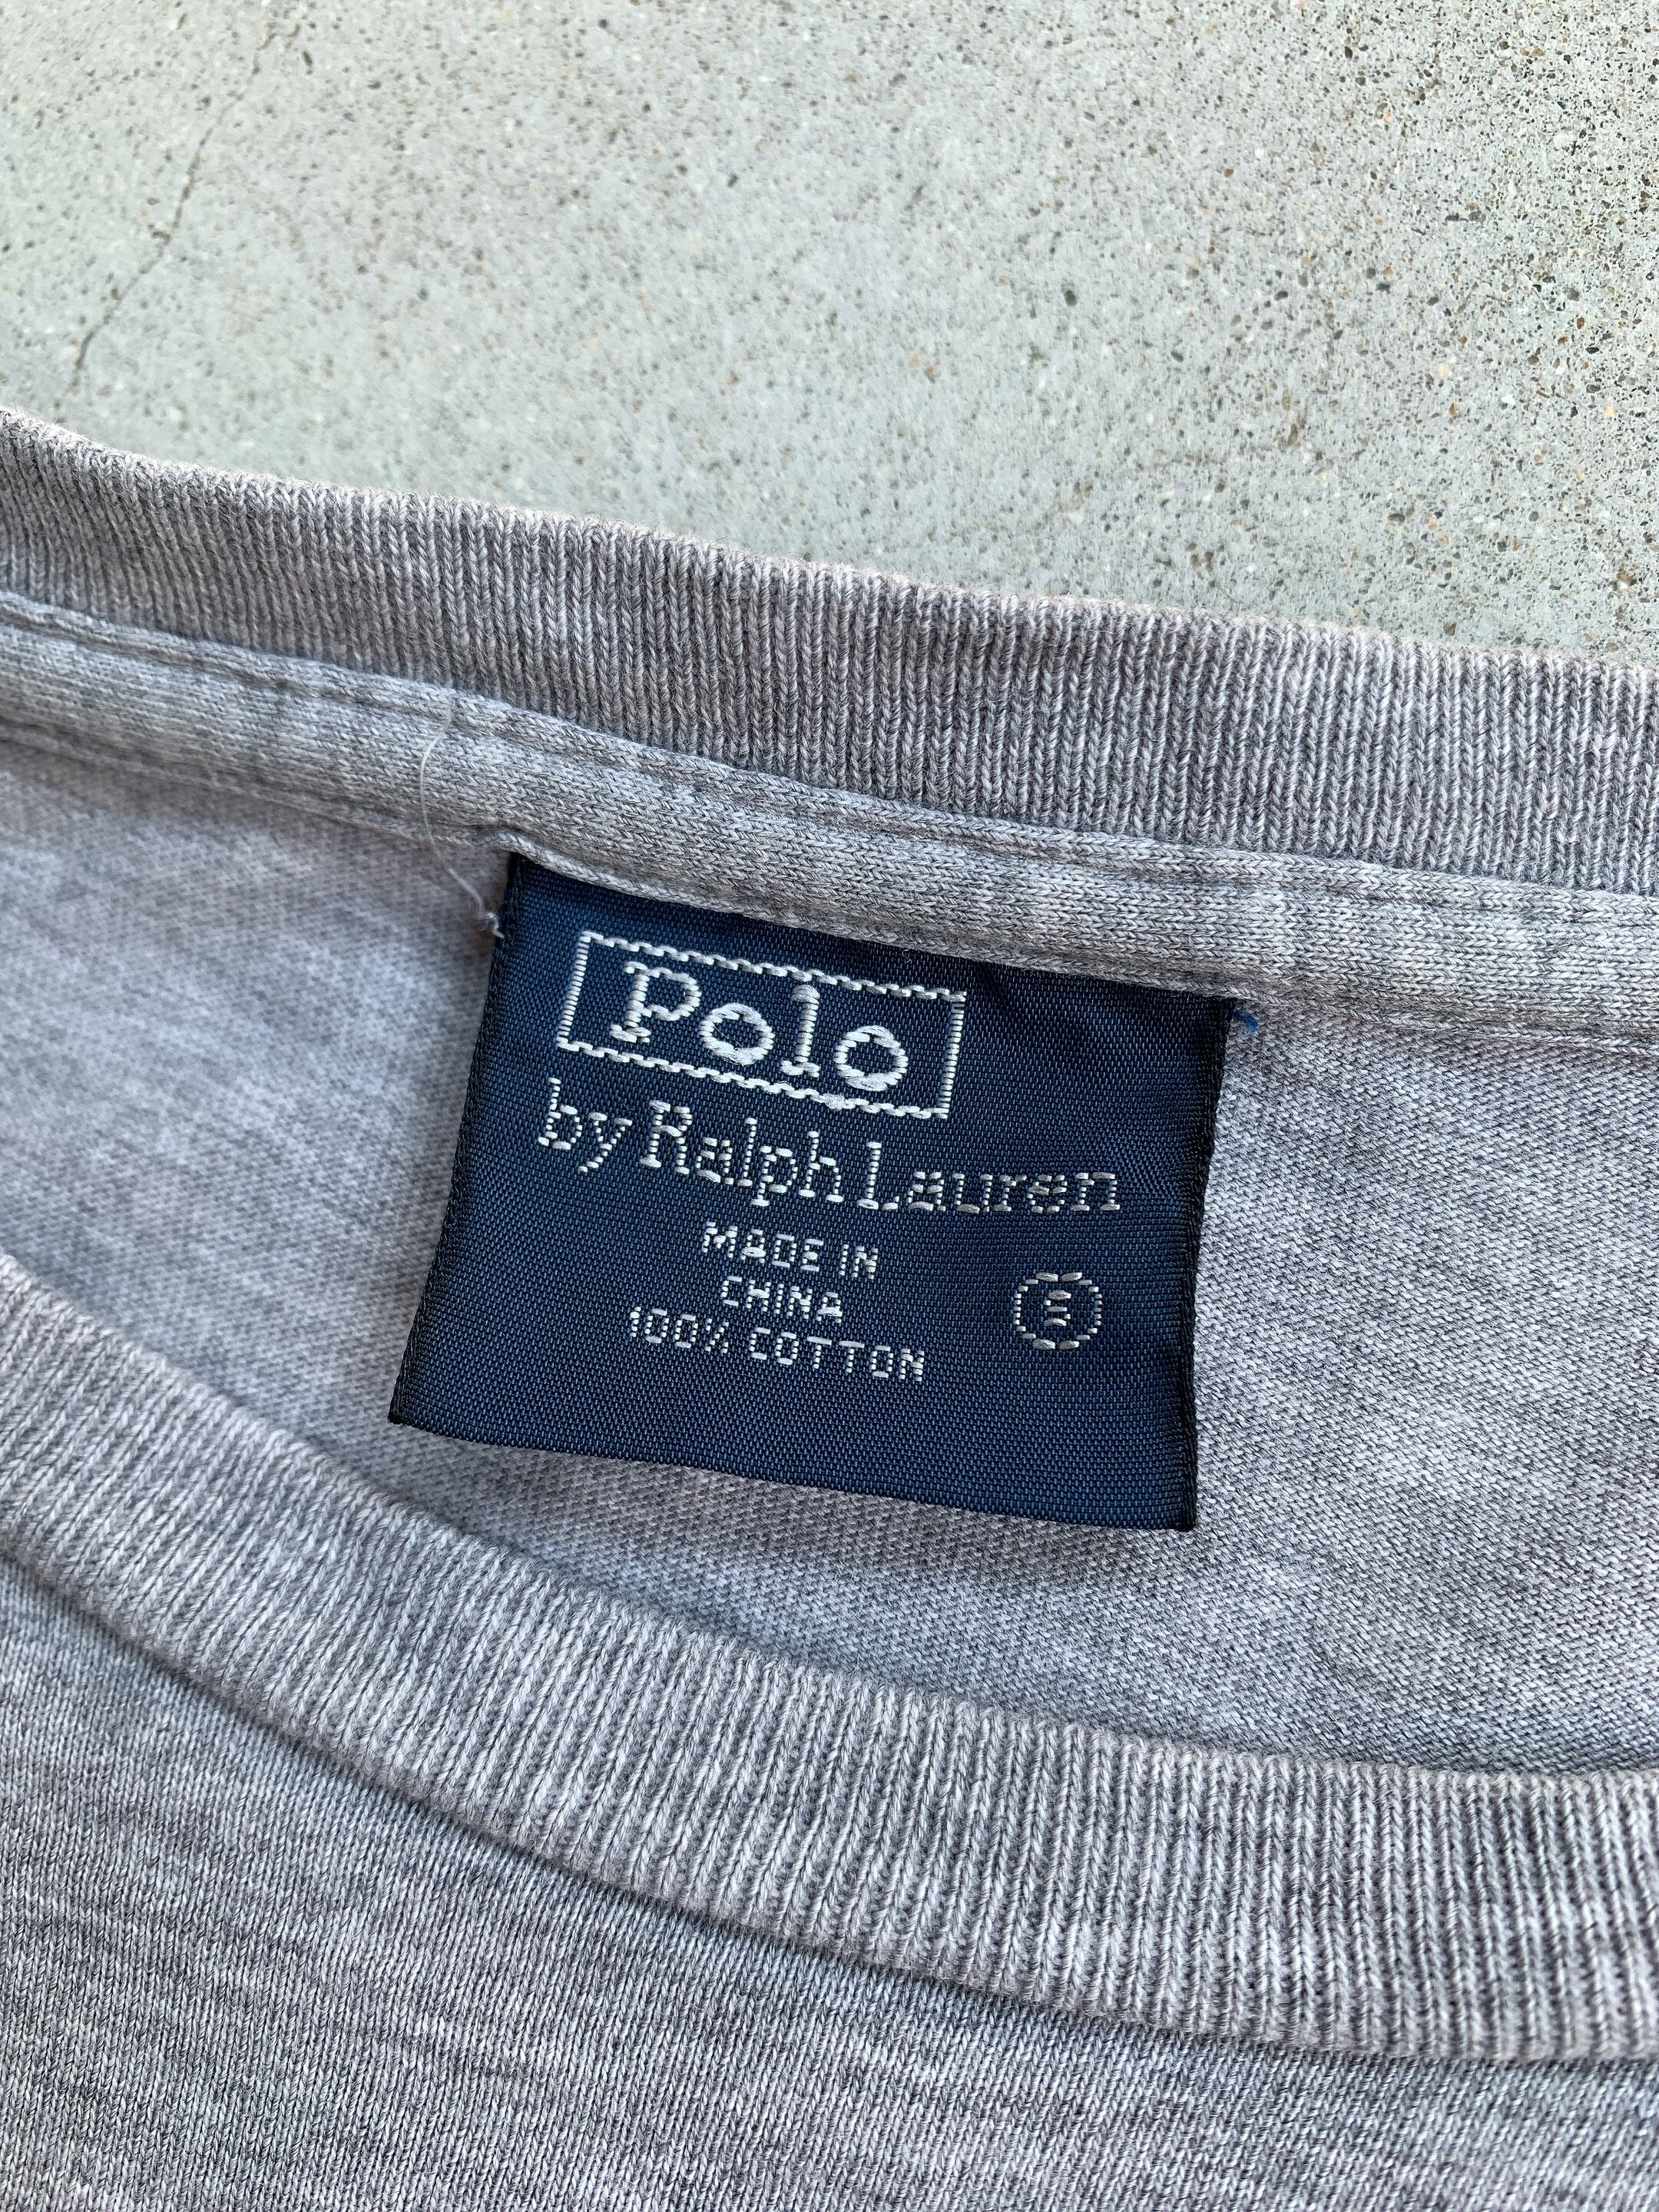 Polo
by Ralph Lauren
MADE IN
CHINA
100% COTTON